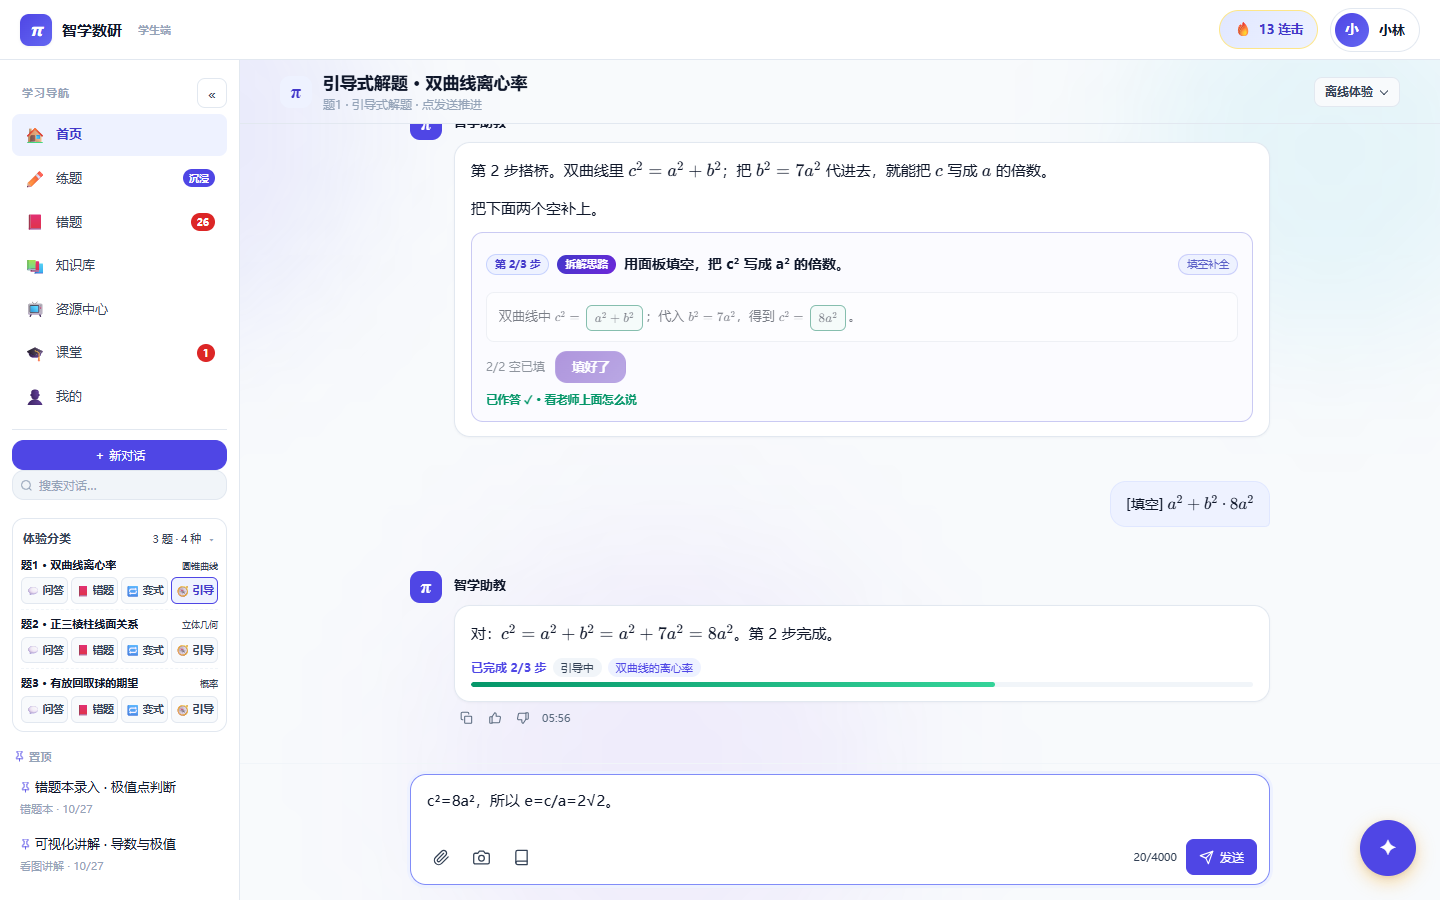 π 智学数研 学生端
🔥 13 连击
小 小林
学习导航 «
首页
练题 沉浸
错题 26
知识库
资源中心
课堂 1
我的
+ 新对话
搜索对话...
体验分类 3 题 · 4 种
题1 • 双曲线离心率 圆锥曲线
问答 错题 变式 引导
题2 • 正三棱柱线面关系 立体几何
问答 错题 变式 引导
题3 • 有放回取球的期望 概率
问答 错题 变式 引导
置顶
错题本录入 · 极值点判断
错题本 · 10/27
可视化讲解 · 导数与极值
看图讲解 · 10/27
π 引导式解题 • 双曲线离心率
题1 · 引导式解题 · 点发送推进
离线体验
π 智学助教
第 2 步搭桥。双曲线里 c² = a² + b²；把 b² = 7a² 代进去，就能把 c 写成 a 的倍数。
把下面两个空补上。
第 2/3 步 拆解思路 用面板填空，把 c² 写成 a² 的倍数。 填空补全
双曲线中 c² = a² + b² ；代入 b² = 7a²，得到 c² = 8a² 。
2/2 空已填 填好了
已作答 ✓ • 看老师上面怎么说
[填空] a² + b² · 8a²
π 智学助教
对：c² = a² + b² = a² + 7a² = 8a²。第 2 步完成。
已完成 2/3 步 引导中 双曲线的离心率
05:56
c²=8a²，所以 e=c/a=2√2。
20/4000 发送